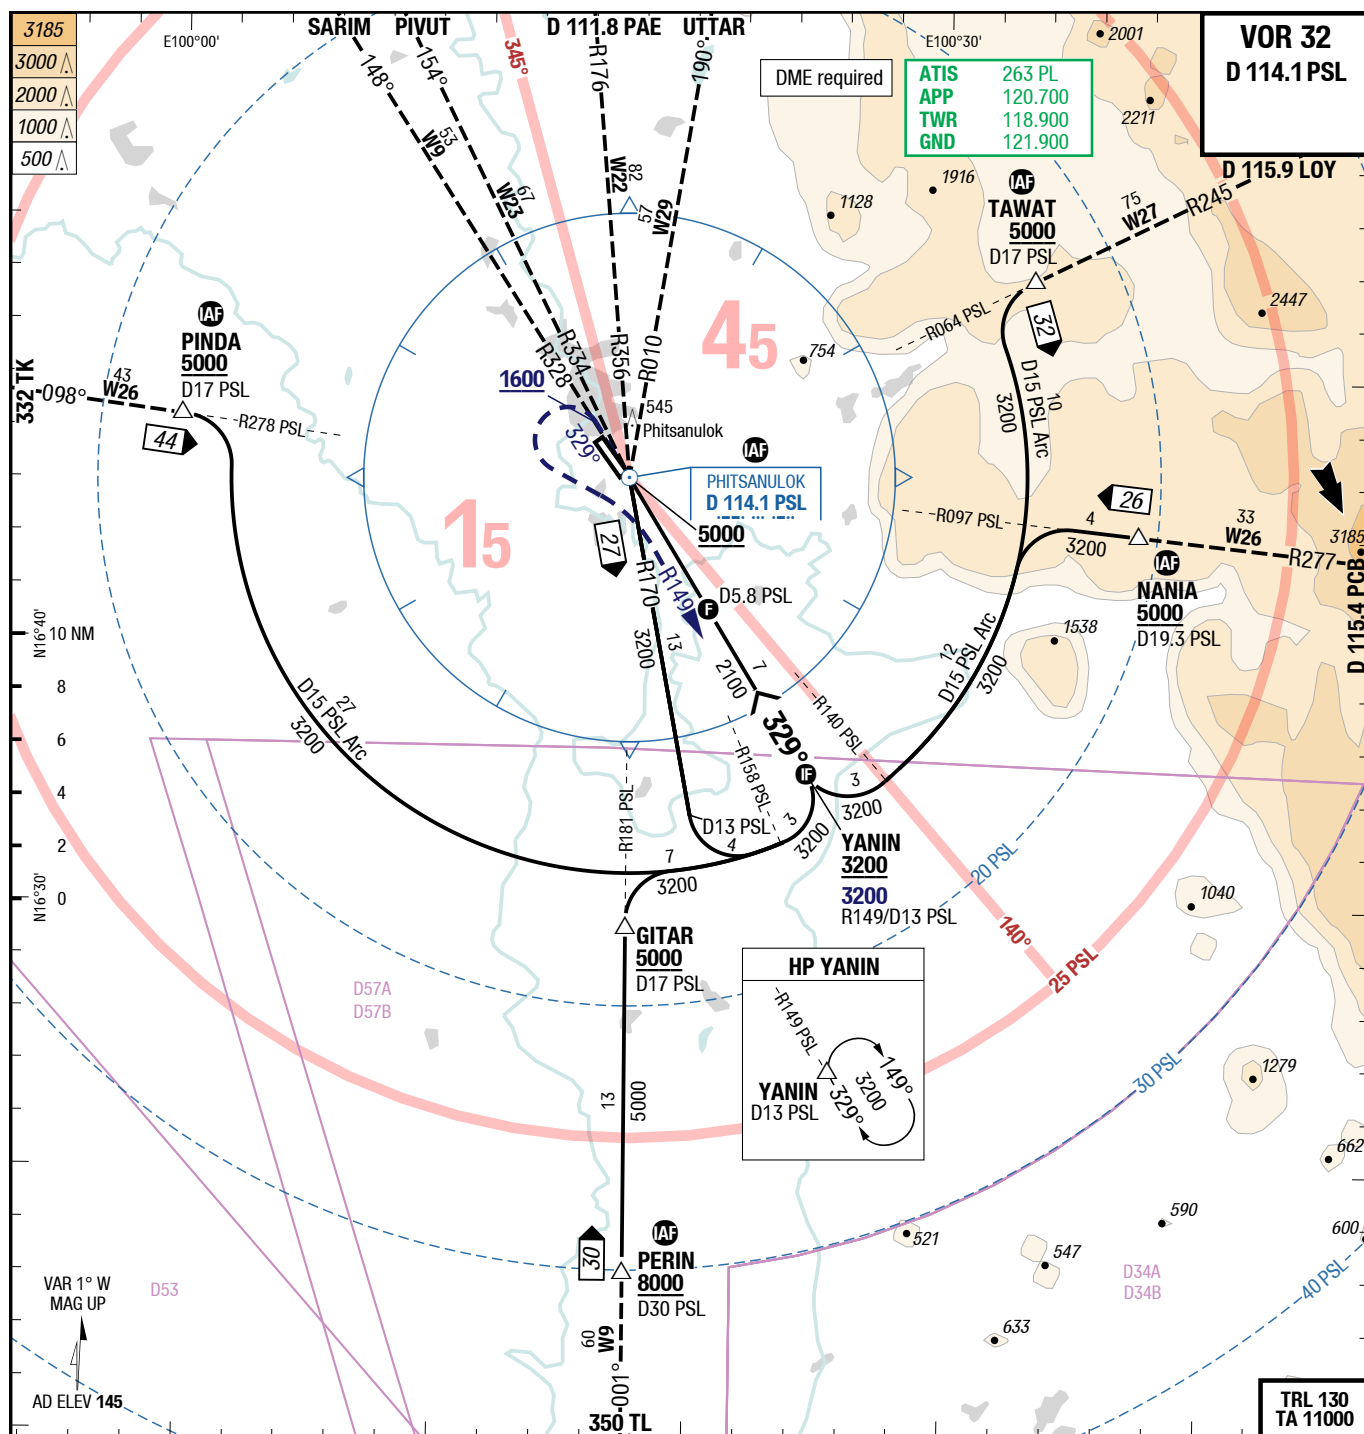 3185
3000
2000
1000
500
E100°00'
SARIM
PIVUT
D 111.8 PAE
UTTAR
E100°30'
2001
VOR 32
D 114.1 PSL
DME required
ATIS 263 PL
APP 120.700
TWR 118.900
GND 121.900
2211
D 115.9 LOY
148°
53
W9
R328
154°
67
W23
R334
345°
R176
82
W22
R356
190°
57
W29
R010
1128
1916
IAF
TAWAT
5000
D17 PSL
75
W27
R245
2447
R064 PSL
32
754
45
15
IAF
PINDA
5000
D17 PSL
332 TK
098°
43
W26
R278 PSL
44
1600
329°
545
Phitsanulok
IAF
PHITSANULOK
D 114.1 PSL
5000
27
R170
13
3200
R149
F
D5.8 PSL
7
2100
10
D15 PSL Arc
3200
R097 PSL
26
4
3200
33
W26
R277
3185
D 115.4 PCB
IAF
NANIA
5000
D19.3 PSL
1538
12
D15 PSL Arc
3200
N16°40'
10 NM
8
6
4
2
0
N16°30'
27
D15 PSL Arc
3200
R181 PSL
R158 PSL
R140 PSL
329°
IF
3
3200
3
3200
D13 PSL
4
7
3200
YANIN
3200
3200
R149/D13 PSL
20 PSL
1040
140°
25 PSL
GITAR
5000
D17 PSL
HP YANIN
R149 PSL
YANIN
D13 PSL
149°
3200
329°
D57A
D57B
13
5000
30 PSL
1279
662
590
521
547
600
633
D34A
D34B
40 PSL
30
IAF
PERIN
8000
D30 PSL
60
W9
001°
350 TL
D53
VAR 1° W
MAG UP
AD ELEV 145
TRL 130
TA 11000